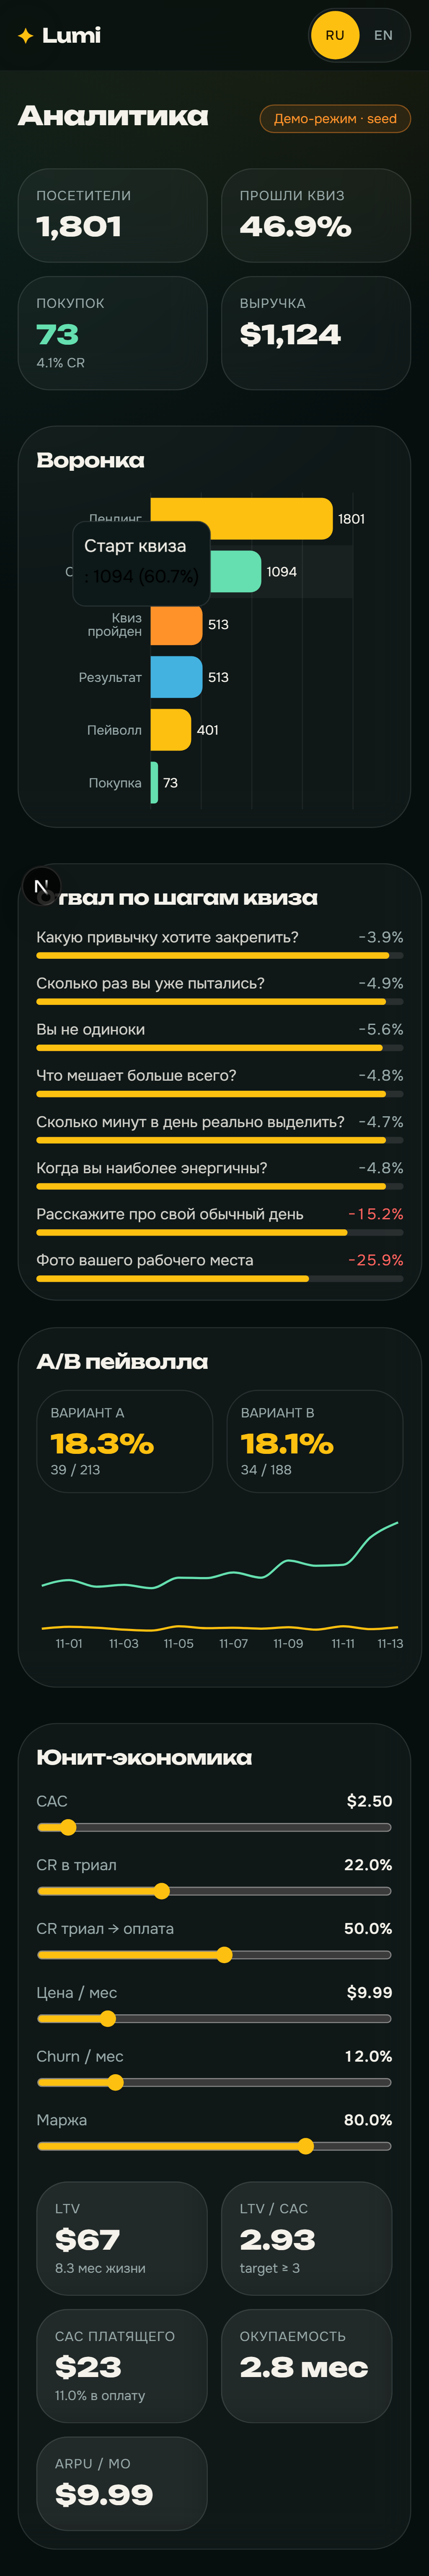 Lumi
RU
EN
Аналитика
Демо-режим · seed
ПОСЕТИТЕЛИ
1,801
ПРОШЛИ КВИЗ
46.9%
ПОКУПОК
73
4.1% CR
ВЫРУЧКА
$1,124
Воронка
Лендинг
1801
Старт квиза
: 1094 (60.7%)
1094
Квиз
пройден
513
Результат
513
Пейволл
401
Покупка
73
N
твал по шагам квиза
Какую привычку хотите закрепить?
−3.9%
Сколько раз вы уже пытались?
−4.9%
Вы не одиноки
−5.6%
Что мешает больше всего?
−4.8%
Сколько минут в день реально выделить?
−4.7%
Когда вы наиболее энергичны?
−4.8%
Расскажите про свой обычный день
−15.2%
Фото вашего рабочего места
−25.9%
A/B пейволла
ВАРИАНТ A
18.3%
39 / 213
ВАРИАНТ B
18.1%
34 / 188
11-01
11-03
11-05
11-07
11-09
11-11
11-13
Юнит-экономика
CAC
$2.50
CR в триал
22.0%
CR триал → оплата
50.0%
Цена / мес
$9.99
Churn / мес
12.0%
Маржа
80.0%
LTV
$67
8.3 мес жизни
LTV / CAC
2.93
target ≥ 3
CAC ПЛАТЯЩЕГО
$23
11.0% в оплату
ОКУПАЕМОСТЬ
2.8 мес
ARPU / MO
$9.99